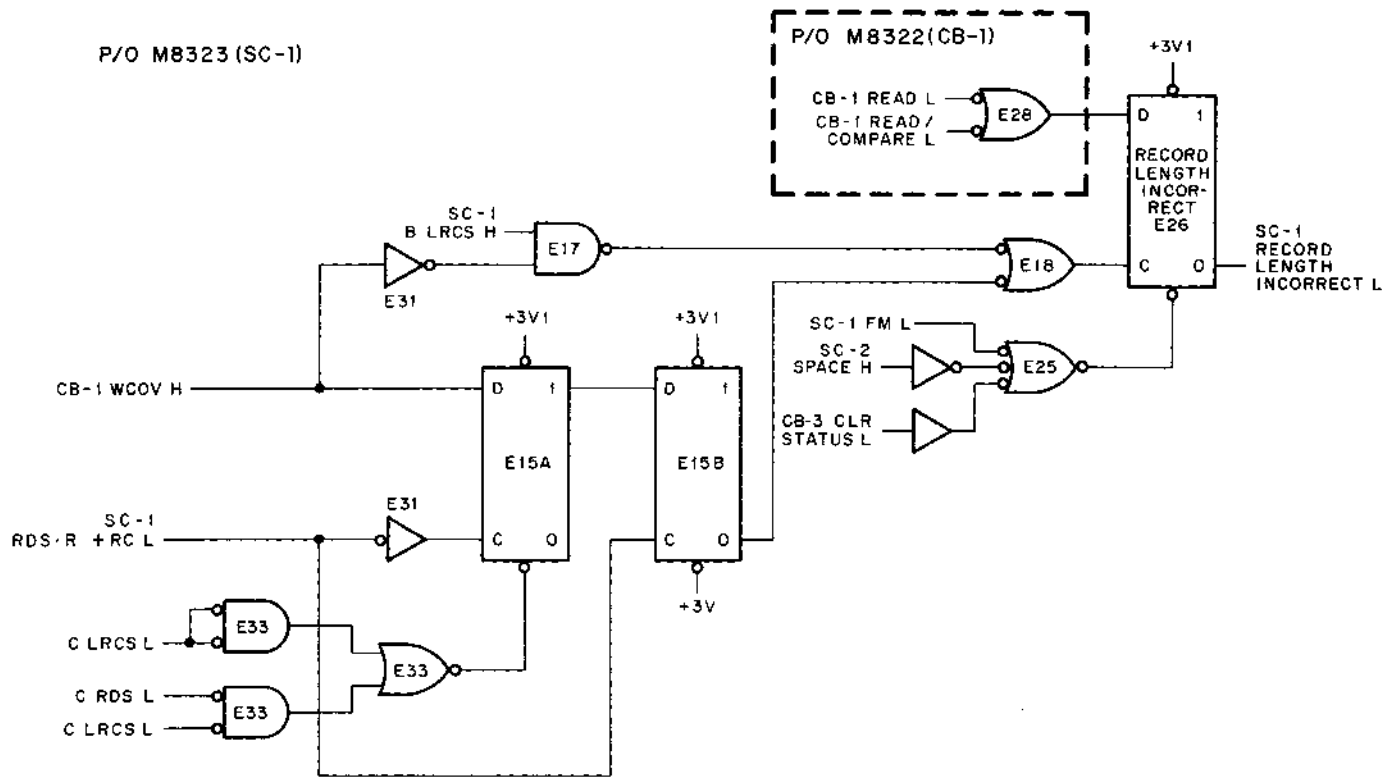 P/O M8323 (SC-1)
P/O M8322 (CB-1)
+3V1
CB-1 READ L
CB-1 READ /
COMPARE L
E28
D 1
RECORD
LENGTH
INCOR-
RECT
E26
C 0
SC-1
RECORD
LENGTH
INCORRECT L
SC-1
B LRCS H
E17
E31
E18
SC-1 FM L
SC-2
SPACE H
E25
CB-3 CLR
STATUS L
+3V1
+3V1
CB-1 WCOV H
D 1
E15A
C 0
D 1
E15B
C 0
+3V
SC-1
RDS·R + RC L
E31
C LRCS L
E33
C RDS L
C LRCS L
E33
E33